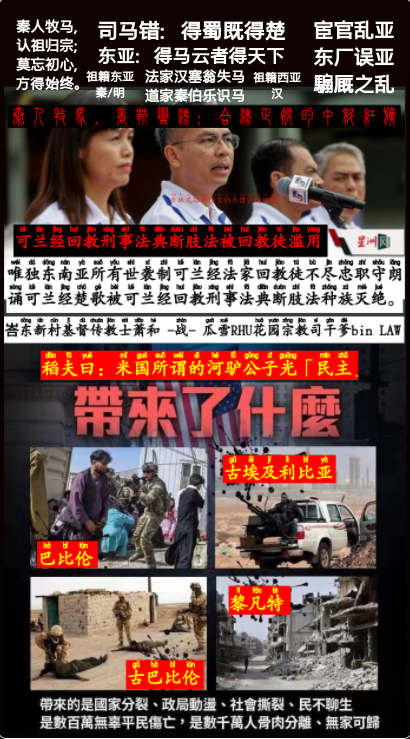 秦人牧马,
认祖归宗;
莫忘初心,
方得始终。
司马错: 得蜀既得楚
东亚: 得马云者得天下
祖籍东亚
秦/明
法家汉塞翁失马
道家秦伯乐识马
祖籍西亚
汉
宦官乱亚
东厂误亚
騸厩之乱
可兰经回教刑事法典断肢法被回教徒滥用
星洲网
唯独东南亚所有世袭制可兰经法家回教徒不尽忠职守朗
诵可兰经楚歌被可兰经回教刑事法典断肢法种族灭绝。
峇东新村基督传教士萧和 -战- 瓜雪RHU花园宗教司干爹bin LAW
稻夫曰: 米国所谓的河驴公子光「民主」
帶來了什麼
巴比伦
古埃及利比亚
古巴比伦
黎凡特
帶來的是國家分裂、政局動盪、社會撕裂、民不聊生
是數百萬無辜平民傷亡,是數千萬人骨肉分離、無家可歸